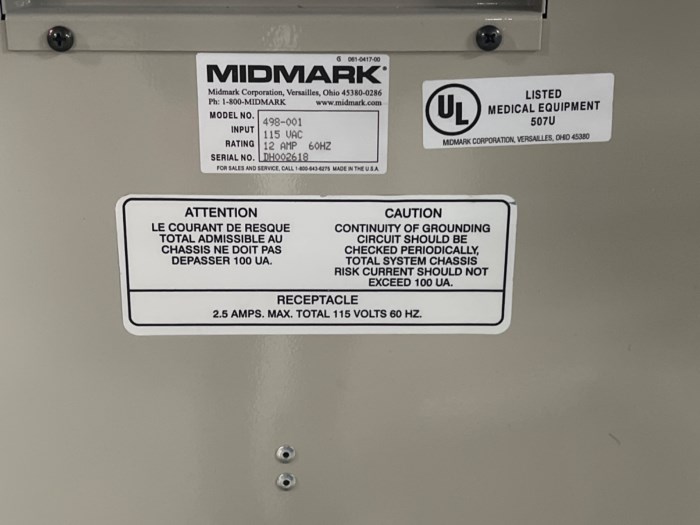 G 061-0417-00
MIDMARK®
Midmark Corporation, Versailles, Ohio 45380-0286
Ph: 1-800-MIDMARK www.midmark.com
MODEL NO. 498-001
INPUT 115 VAC
RATING 12 AMP 60HZ
SERIAL NO. DH002618
FOR SALES AND SERVICE, CALL 1-800-643-6275 MADE IN THE U.S.A.
UL
LISTED
MEDICAL EQUIPMENT
507U
MIDMARK CORPORATION, VERSAILLES, OHIO 45380
ATTENTION
LE COURANT DE RESQUE
TOTAL ADMISSIBLE AU
CHASSIS NE DOIT PAS
DEPASSER 100 UA.
CAUTION
CONTINUITY OF GROUNDING
CIRCUIT SHOULD BE
CHECKED PERIODICALLY,
TOTAL SYSTEM CHASSIS
RISK CURRENT SHOULD NOT
EXCEED 100 UA.
RECEPTACLE
2.5 AMPS. MAX. TOTAL 115 VOLTS 60 HZ.